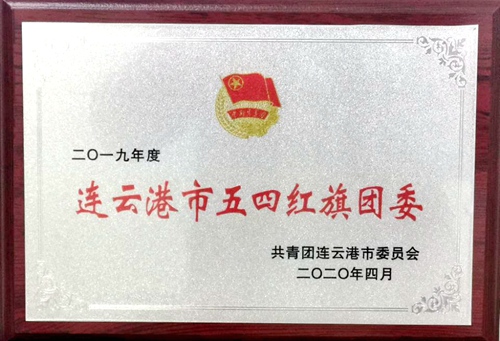 二〇一九年度
连云港市五四红旗团委
共青团连云港市委员会
二〇二〇年四月